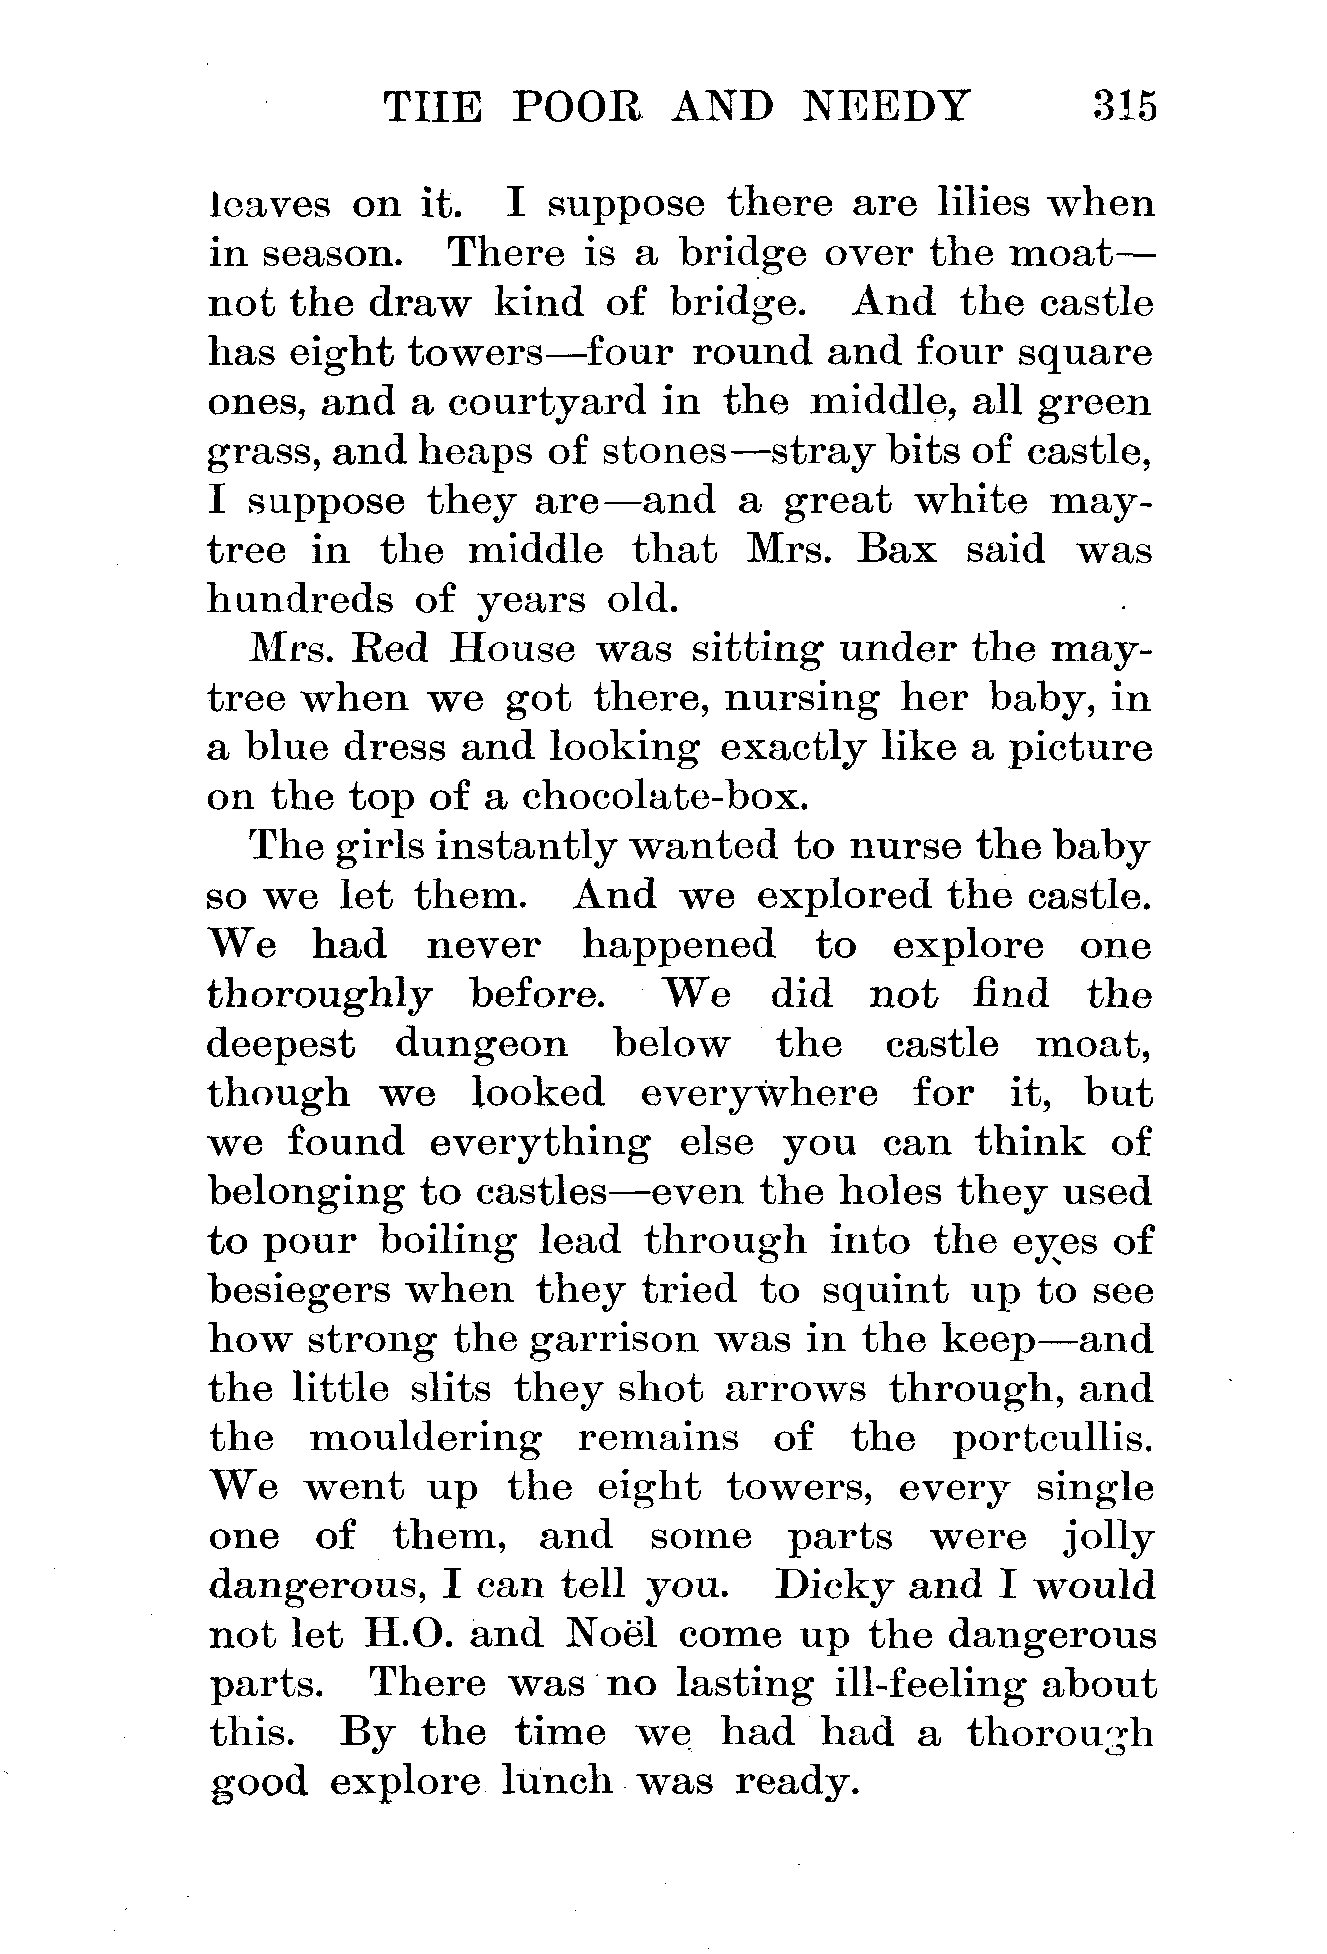 THE POOR AND NEEDY 315
leaves on it. I suppose there are lilies when
in season. There is a bridge over the moat—
not the draw kind of bridge. And the castle
has eight towers—four round and four square
ones, and a courtyard in the middle, all green
grass, and heaps of stones—stray bits of castle,
I suppose they are—and a great white may-
tree in the middle that Mrs. Bax said was
hundreds of years old.
Mrs. Red House was sitting under the may-
tree when we got there, nursing her baby, in
a blue dress and looking exactly like a picture
on the top of a chocolate-box.
The girls instantly wanted to nurse the baby
so we let them. And we explored the castle.
We had never happened to explore one
thoroughly before. We did not find the
deepest dungeon below the castle moat,
though we looked everywhere for it, but
we found everything else you can think of
belonging to castles—even the holes they used
to pour boiling lead through into the eyes of
besiegers when they tried to squint up to see
how strong the garrison was in the keep—and
the little slits they shot arrows through, and
the mouldering remains of the portcullis.
We went up the eight towers, every single
one of them, and some parts were jolly
dangerous, I can tell you. Dicky and I would
not let H.O. and Noël come up the dangerous
parts. There was no lasting ill-feeling about
this. By the time we had had a thorough
good explore lunch was ready.